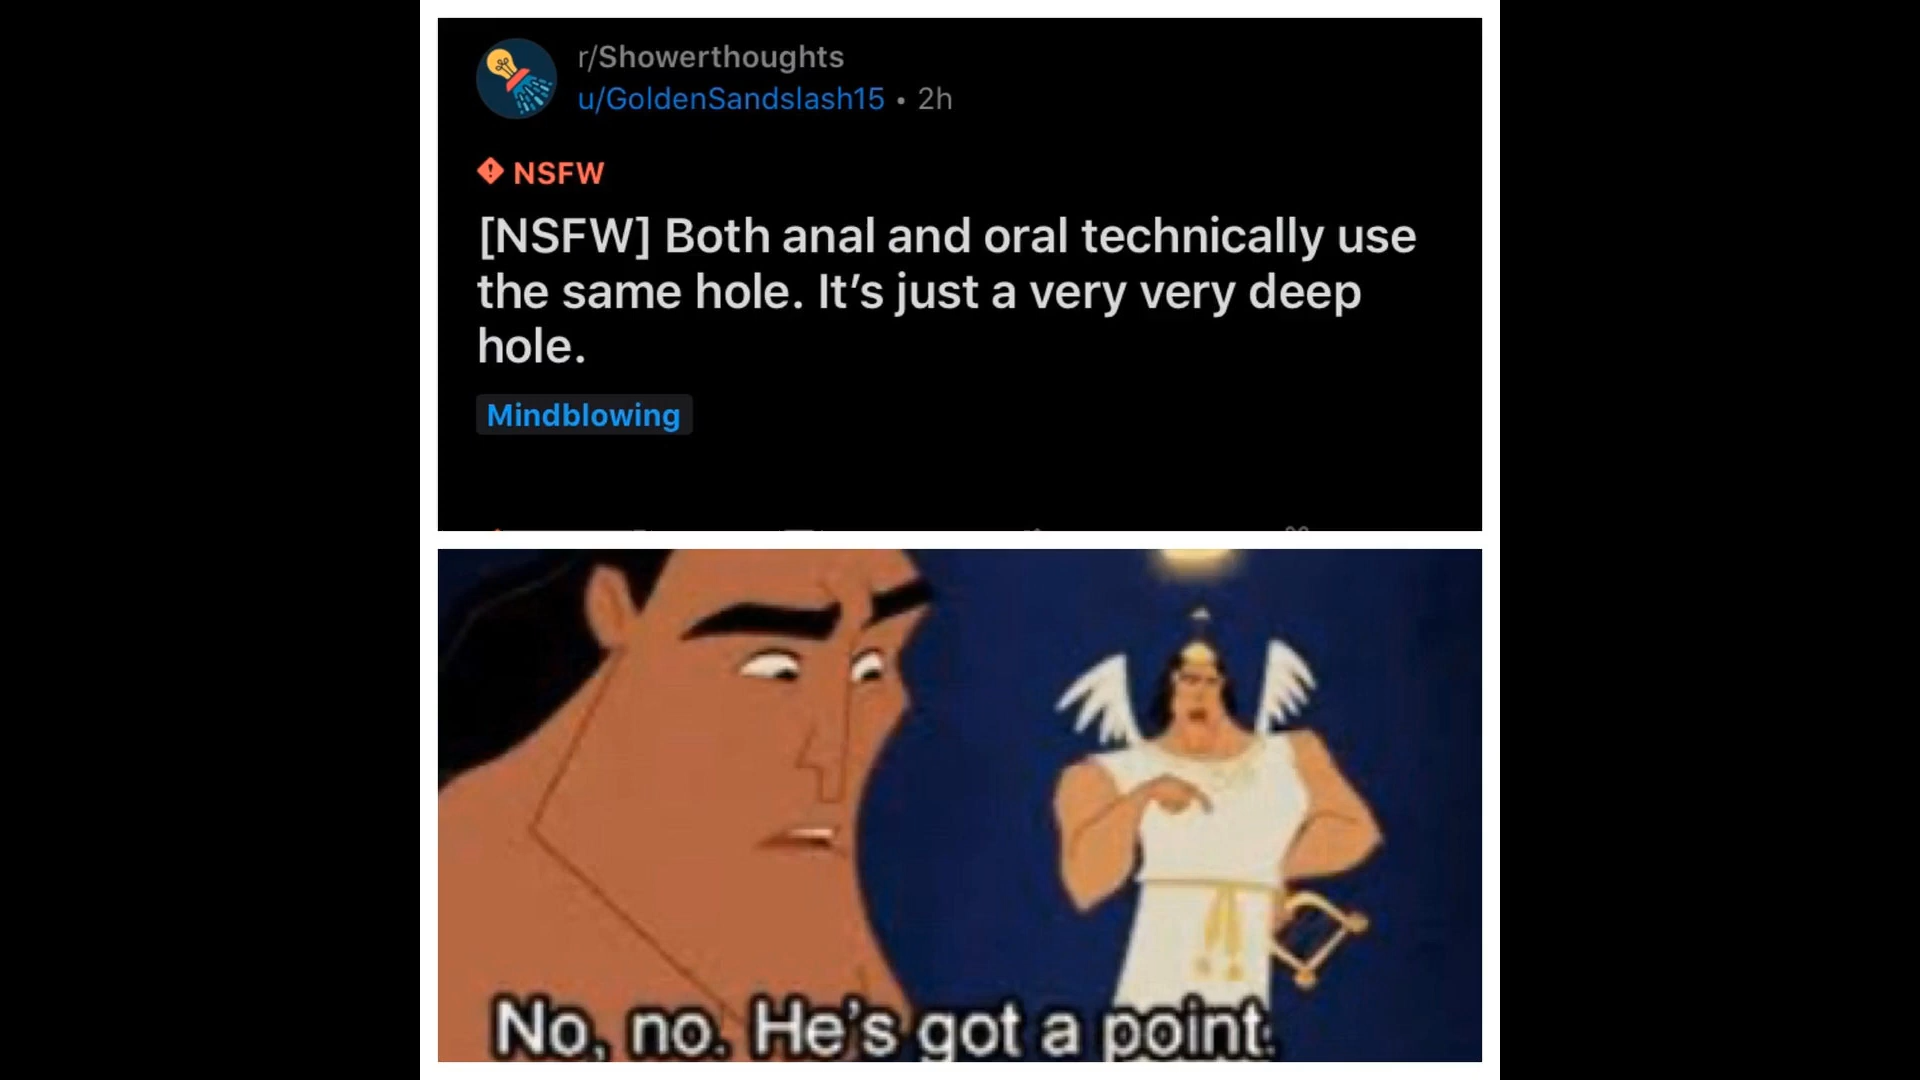 r/Showerthoughts
u/GoldenSandslash15 • 2h
NSFW
[NSFW] Both anal and oral technically use
the same hole. It’s just a very very deep
hole.
Mindblowing
No, no. He's got a point.